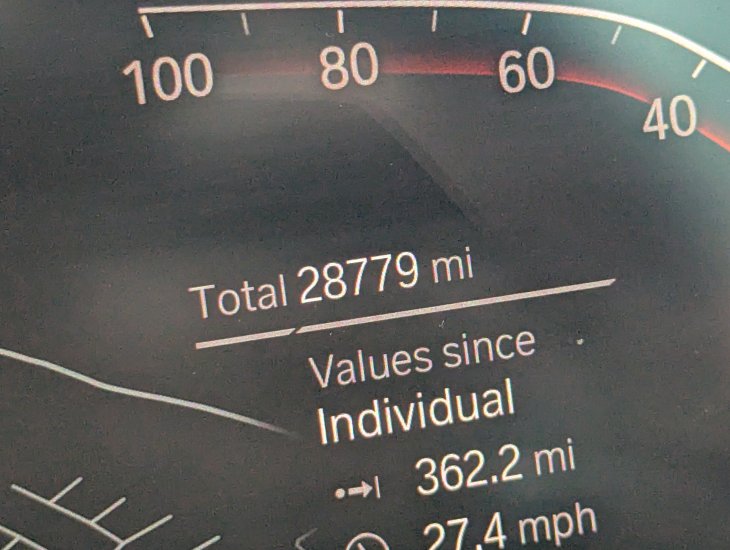 100 80 60 40
Total 28779 mi
Values since
Individual
362.2 mi
27.4 mph